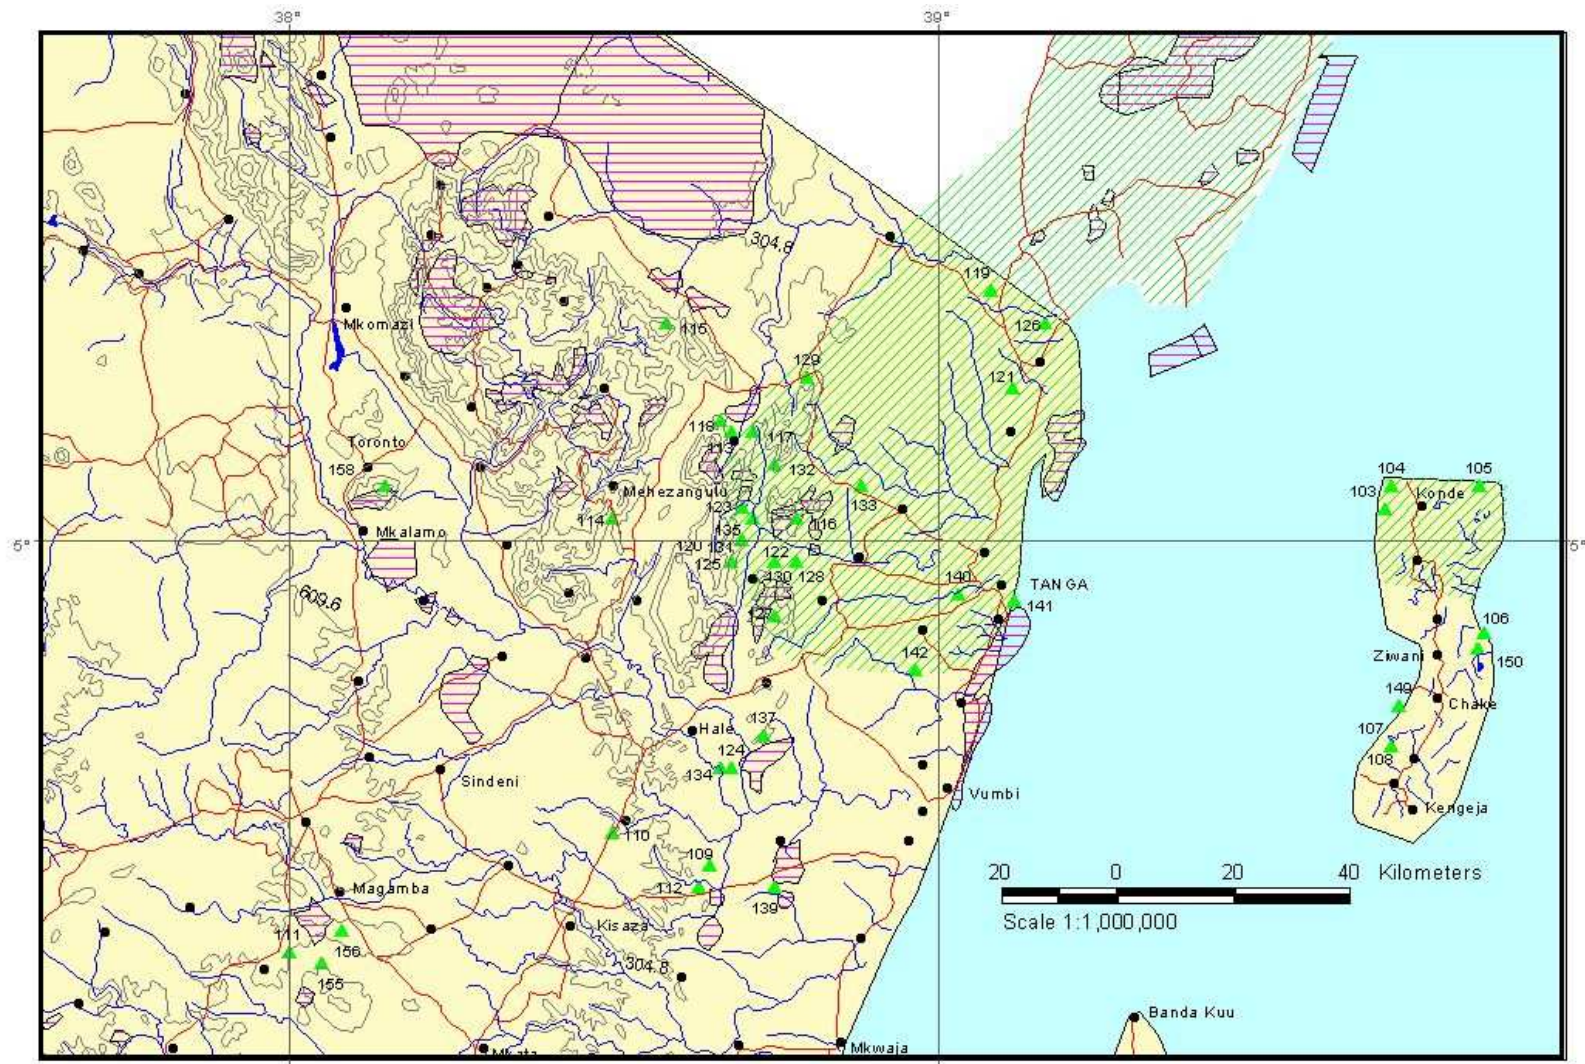 38° 39°
304.8
119
Mkomazi 115 126
129
121
118 117
Toronto 113
158 132 104 105
Mehezangulu 103 Konde
123 133
114 116
Mkalamo 135
5° 120 131 122 5°
125
130 128 140 TANGA
609.6 141
127 106
142 Ziwani 150
149 Chake
Hale 137 107
124 108
Sindeni 134
Vumbi Kengeja
110
109 20 0 20 40 Kilometers
Magamba 112 139
Scale 1:1,000,000
Kisaza
111 156
304.8
155
Banda Kuu
Mkata Mkwaja